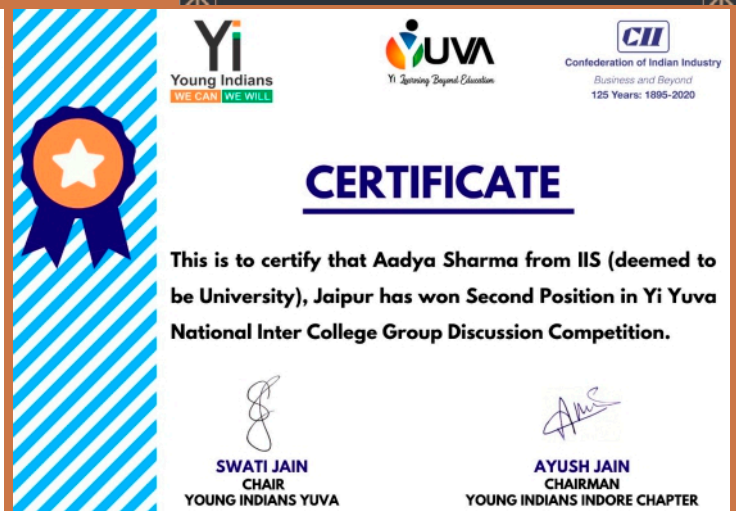 Yi
Young Indians
WE CAN WE WILL
YUVA
Yi Learning Beyond Education
CII
Confederation of Indian Industry
Business and Beyond
125 Years: 1895-2020
CERTIFICATE
This is to certify that Aadya Sharma from IIS (deemed to
be University), Jaipur has won Second Position in Yi Yuva
National Inter College Group Discussion Competition.
SWATI JAIN
CHAIR
YOUNG INDIANS YUVA
AYUSH JAIN
CHAIRMAN
YOUNG INDIANS INDORE CHAPTER